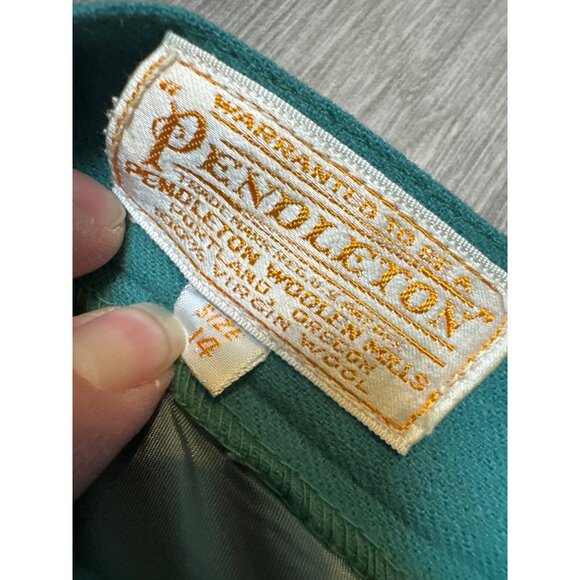 WARRANTED TO BE A
PENDLETON
TRADE MARK REG. U.S. PAT. OFF.
PENDLETON WOOLEN MILLS
PORTLAND, OREGON
100% VIRGIN WOOL
SIZE
14